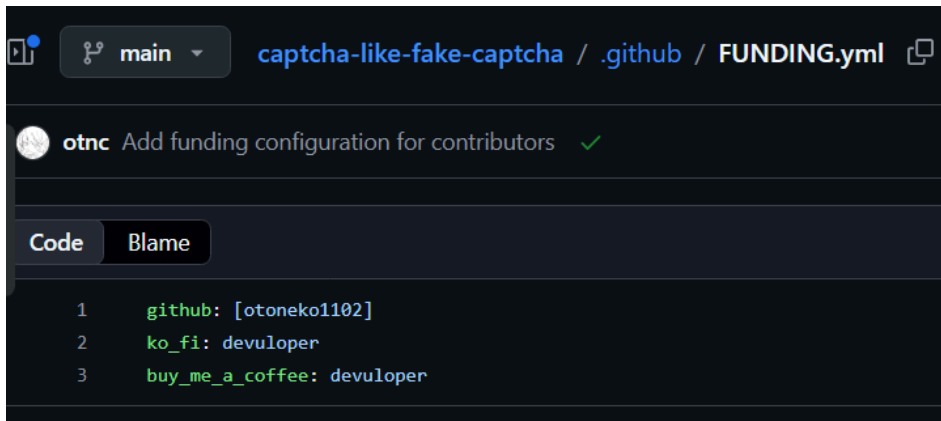 main captcha-like-fake-captcha / .github / FUNDING.yml
otnc Add funding configuration for contributors
Code Blame
1 github: [otoneko1102]
2 ko_fi: devuloper
3 buy_me_a_coffee: devuloper